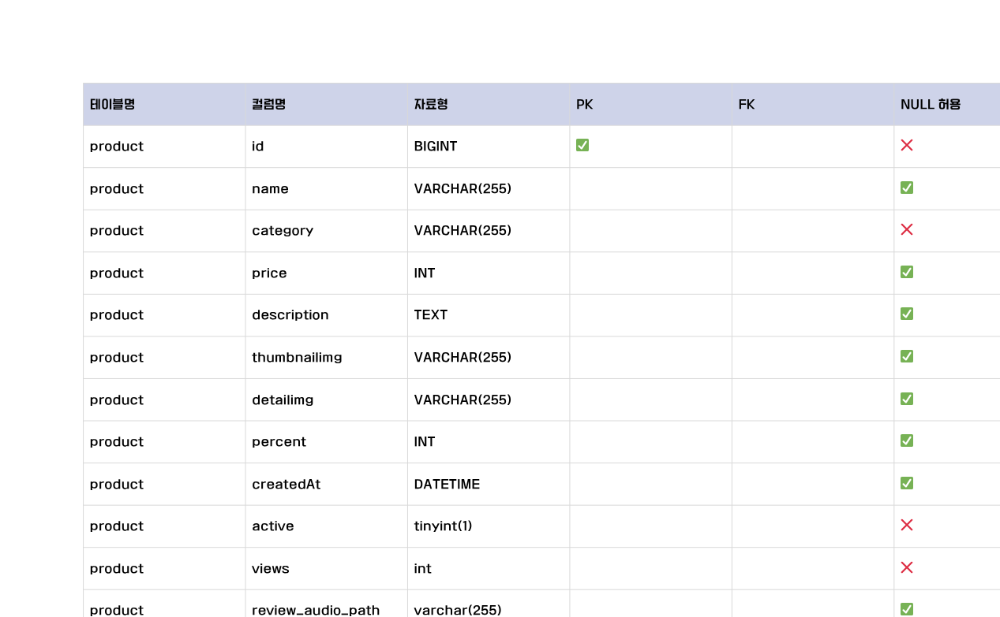 테이블명 컬럼명 자료형 PK FK NULL 허용
product id BIGINT ✅ ❌
product name VARCHAR(255) ✅
product category VARCHAR(255) ❌
product price INT ✅
product description TEXT ✅
product thumbnailimg VARCHAR(255) ✅
product detailimg VARCHAR(255) ✅
product percent INT ✅
product createdAt DATETIME ✅
product active tinyint(1) ❌
product views int ❌
product review_audio_path varchar(255) ✅